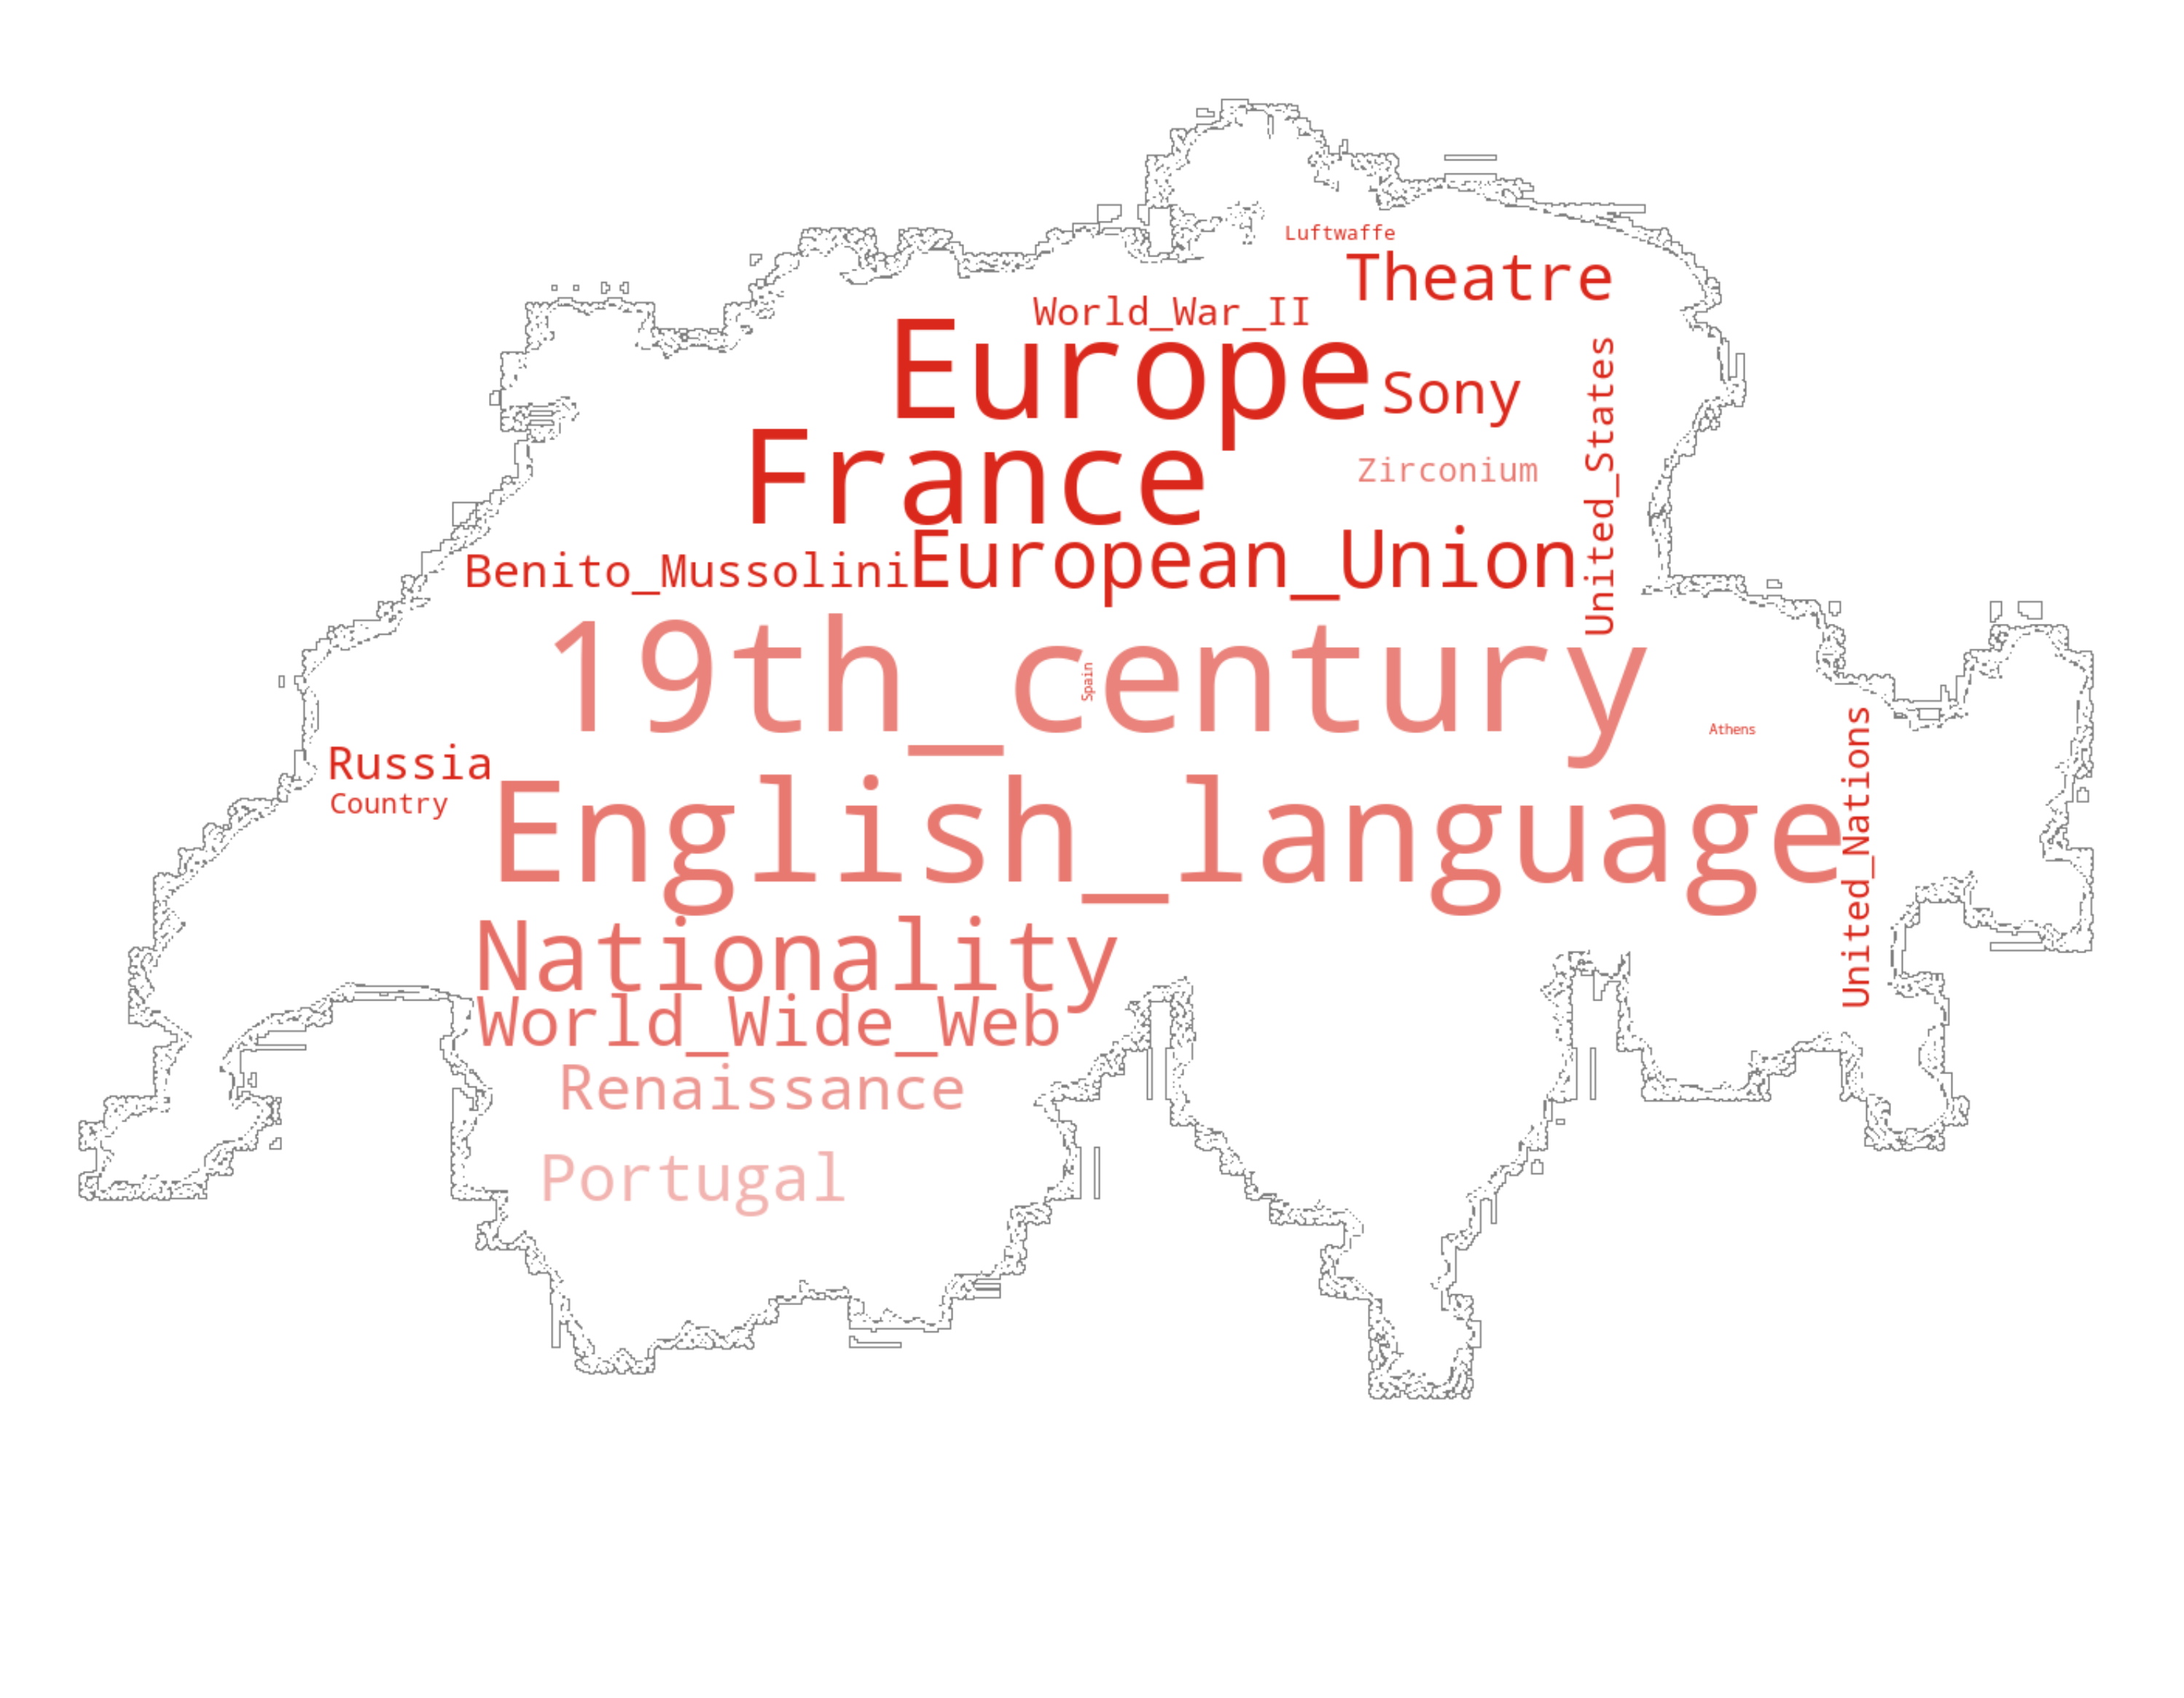 Luftwaffe
Theatre
World_War_II
Europe
Sony
United_States
France
Zirconium
European_Union
Benito_Mussolini
19th_century
Spain
Athens
Russia
Country
English_language
United_Nations
Nationality
World_Wide_Web
Renaissance
Portugal